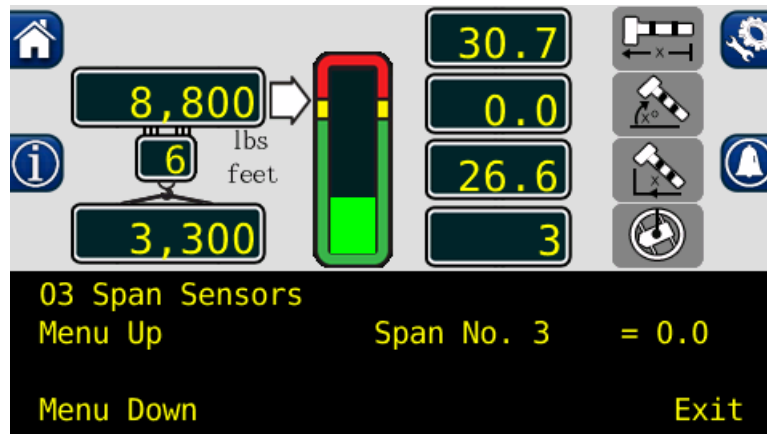 30.7
8,800
0.0
lbs
6
feet
26.6
3,300
3
03 Span Sensors
Menu Up Span No. 3 = 0.0
Menu Down Exit